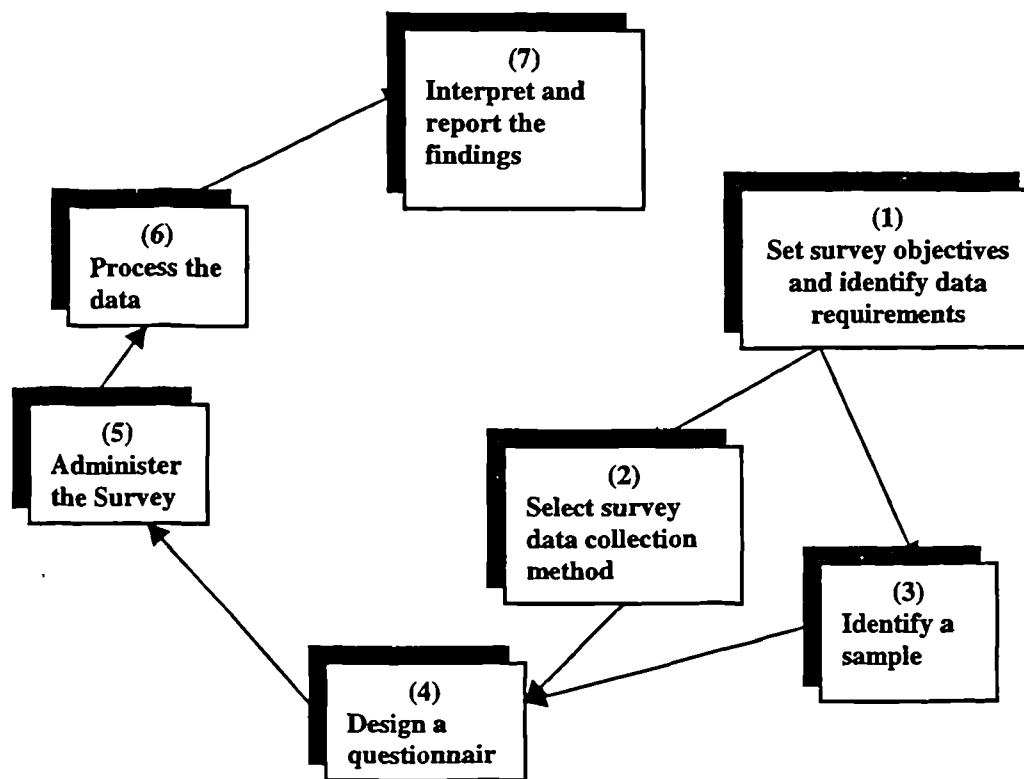 (1)
Set survey objectives
and identify data
requirements
(2)
Select survey
data collection
method
(3)
Identify a
sample
(4)
Design a
questionnair
(5)
Administer
the Survey
(6)
Process the
data
(7)
Interpret and
report the
findings